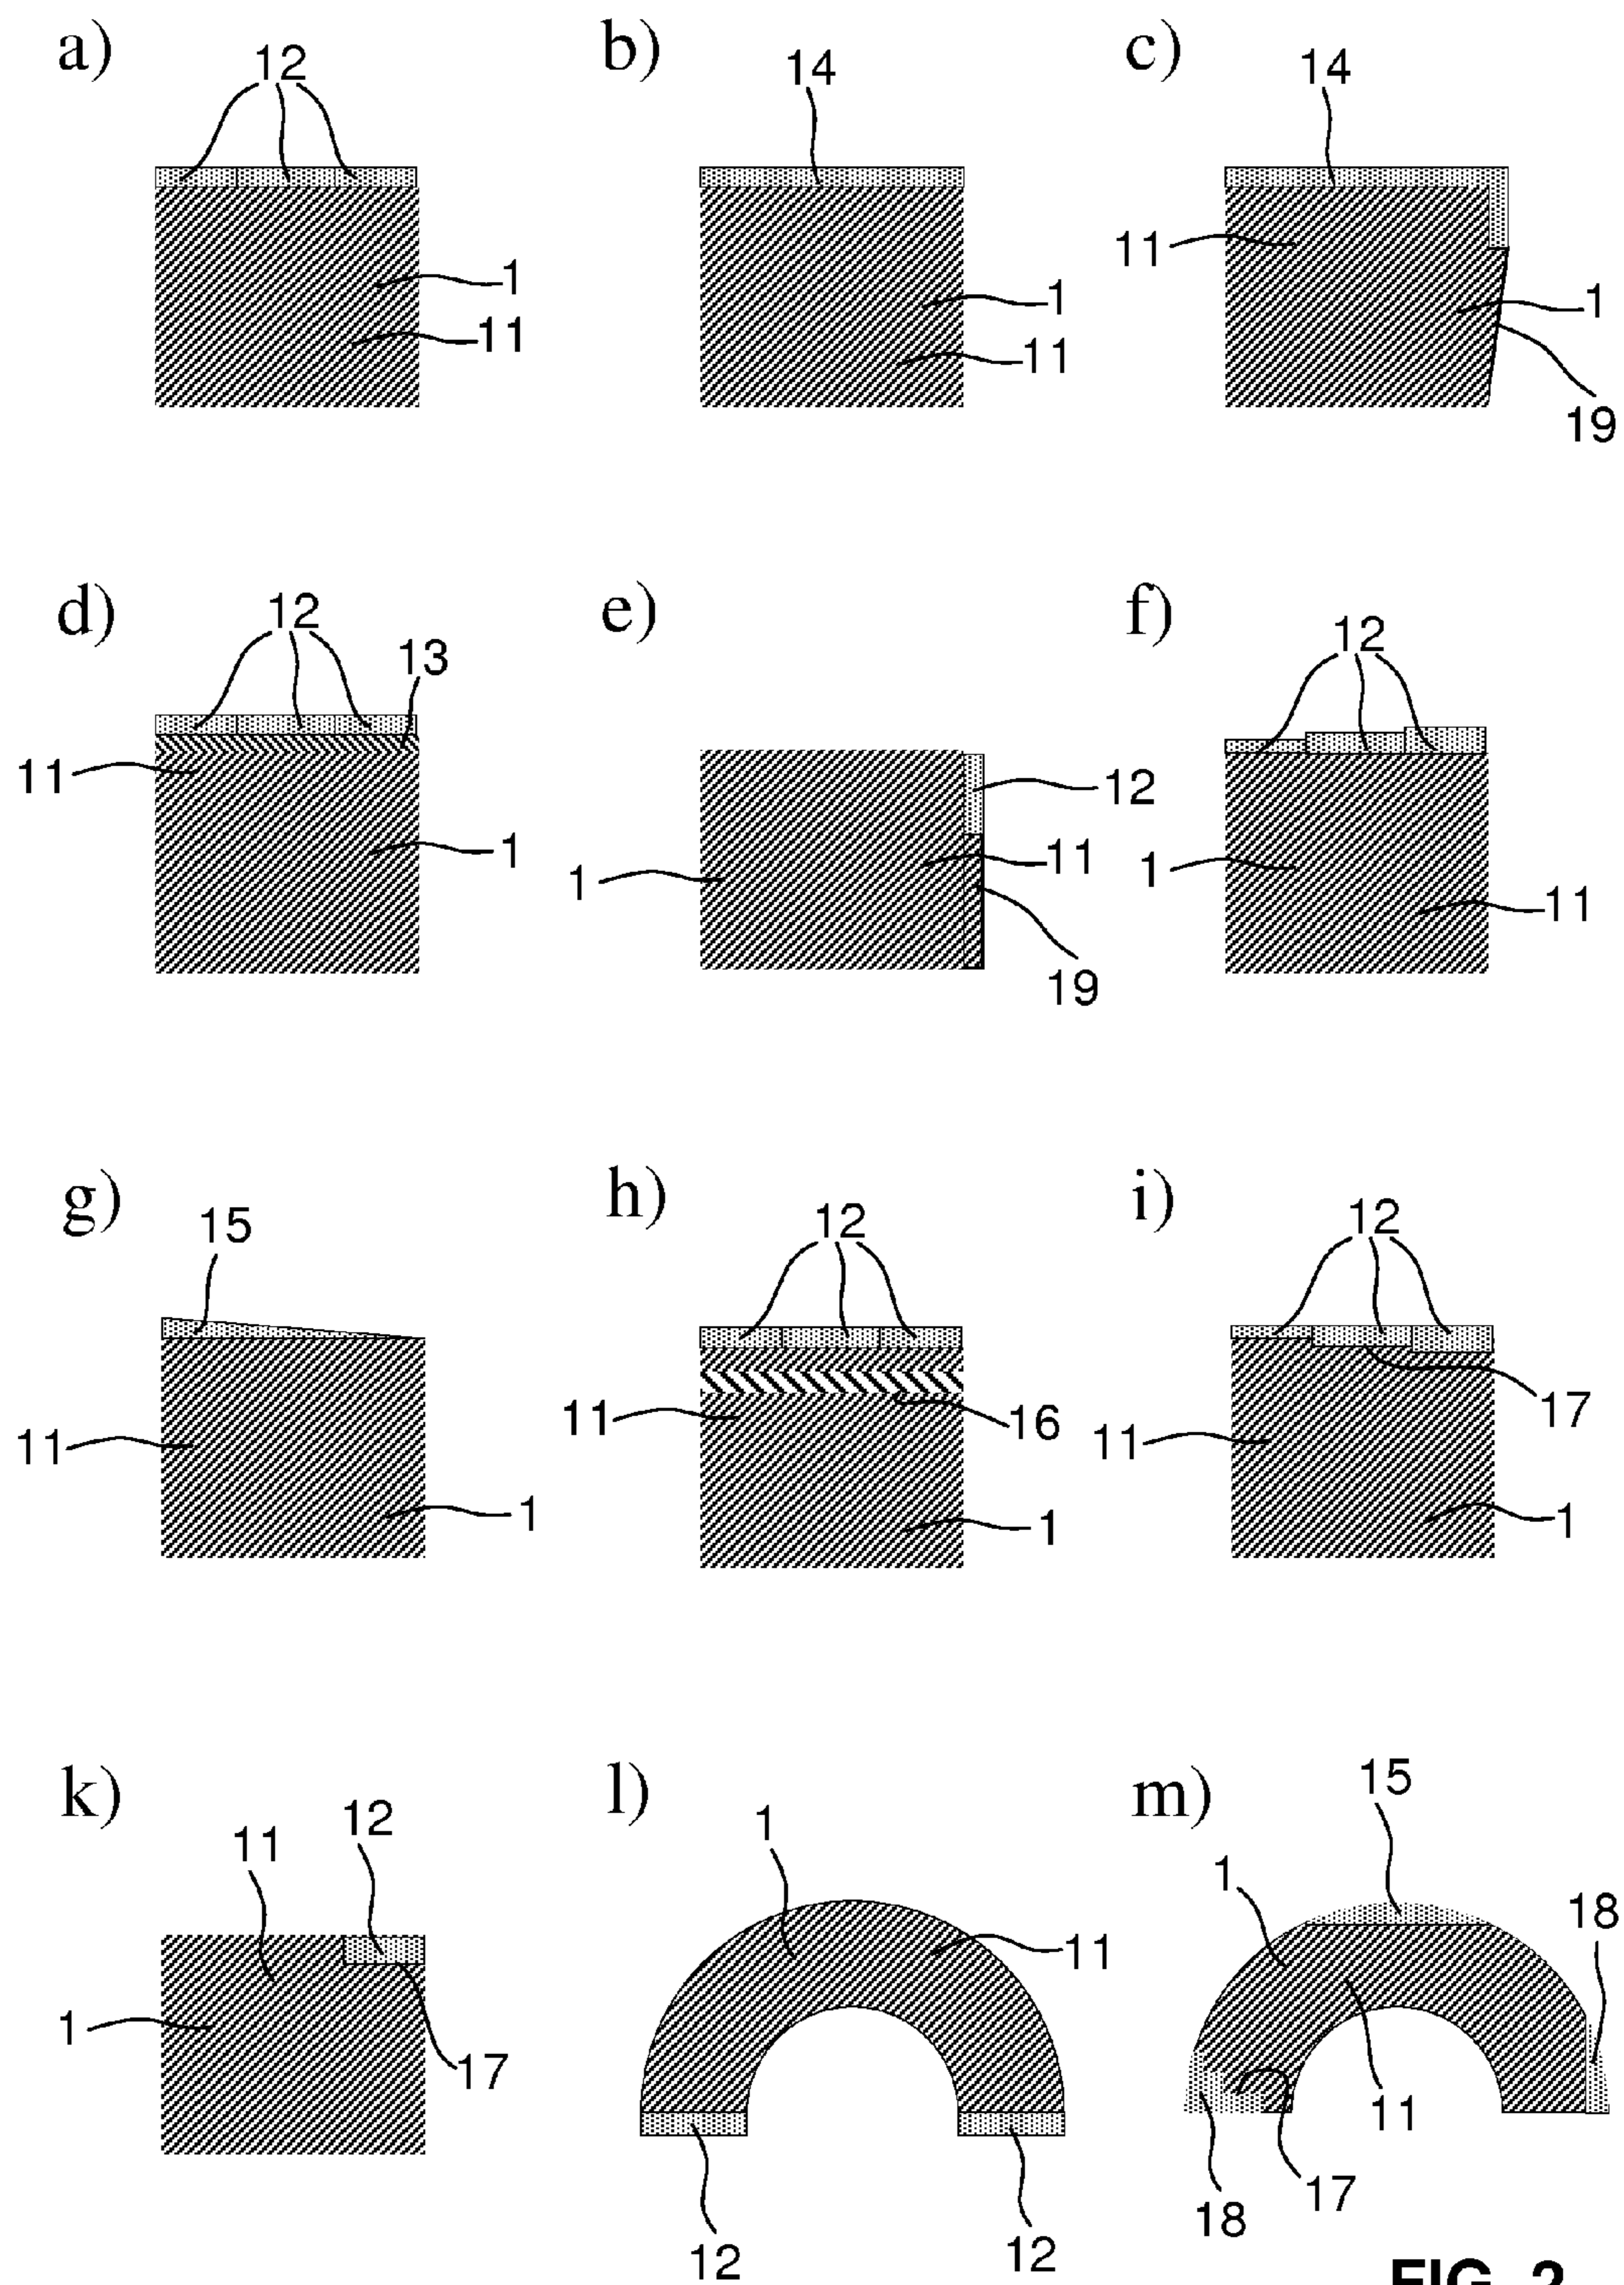 a) 12 b) 14 c) 14
1 11 1 11 11 1 19
d) 12 13 e) f) 12
11 1 12 11 1 19 1 11
g) 15 h) 12 i) 12
11 1 11 16 1 17 11 1
k) 11 12 l) 1 m) 15
1 17 11 1 18
12 12 11 17 18
FIG. 2